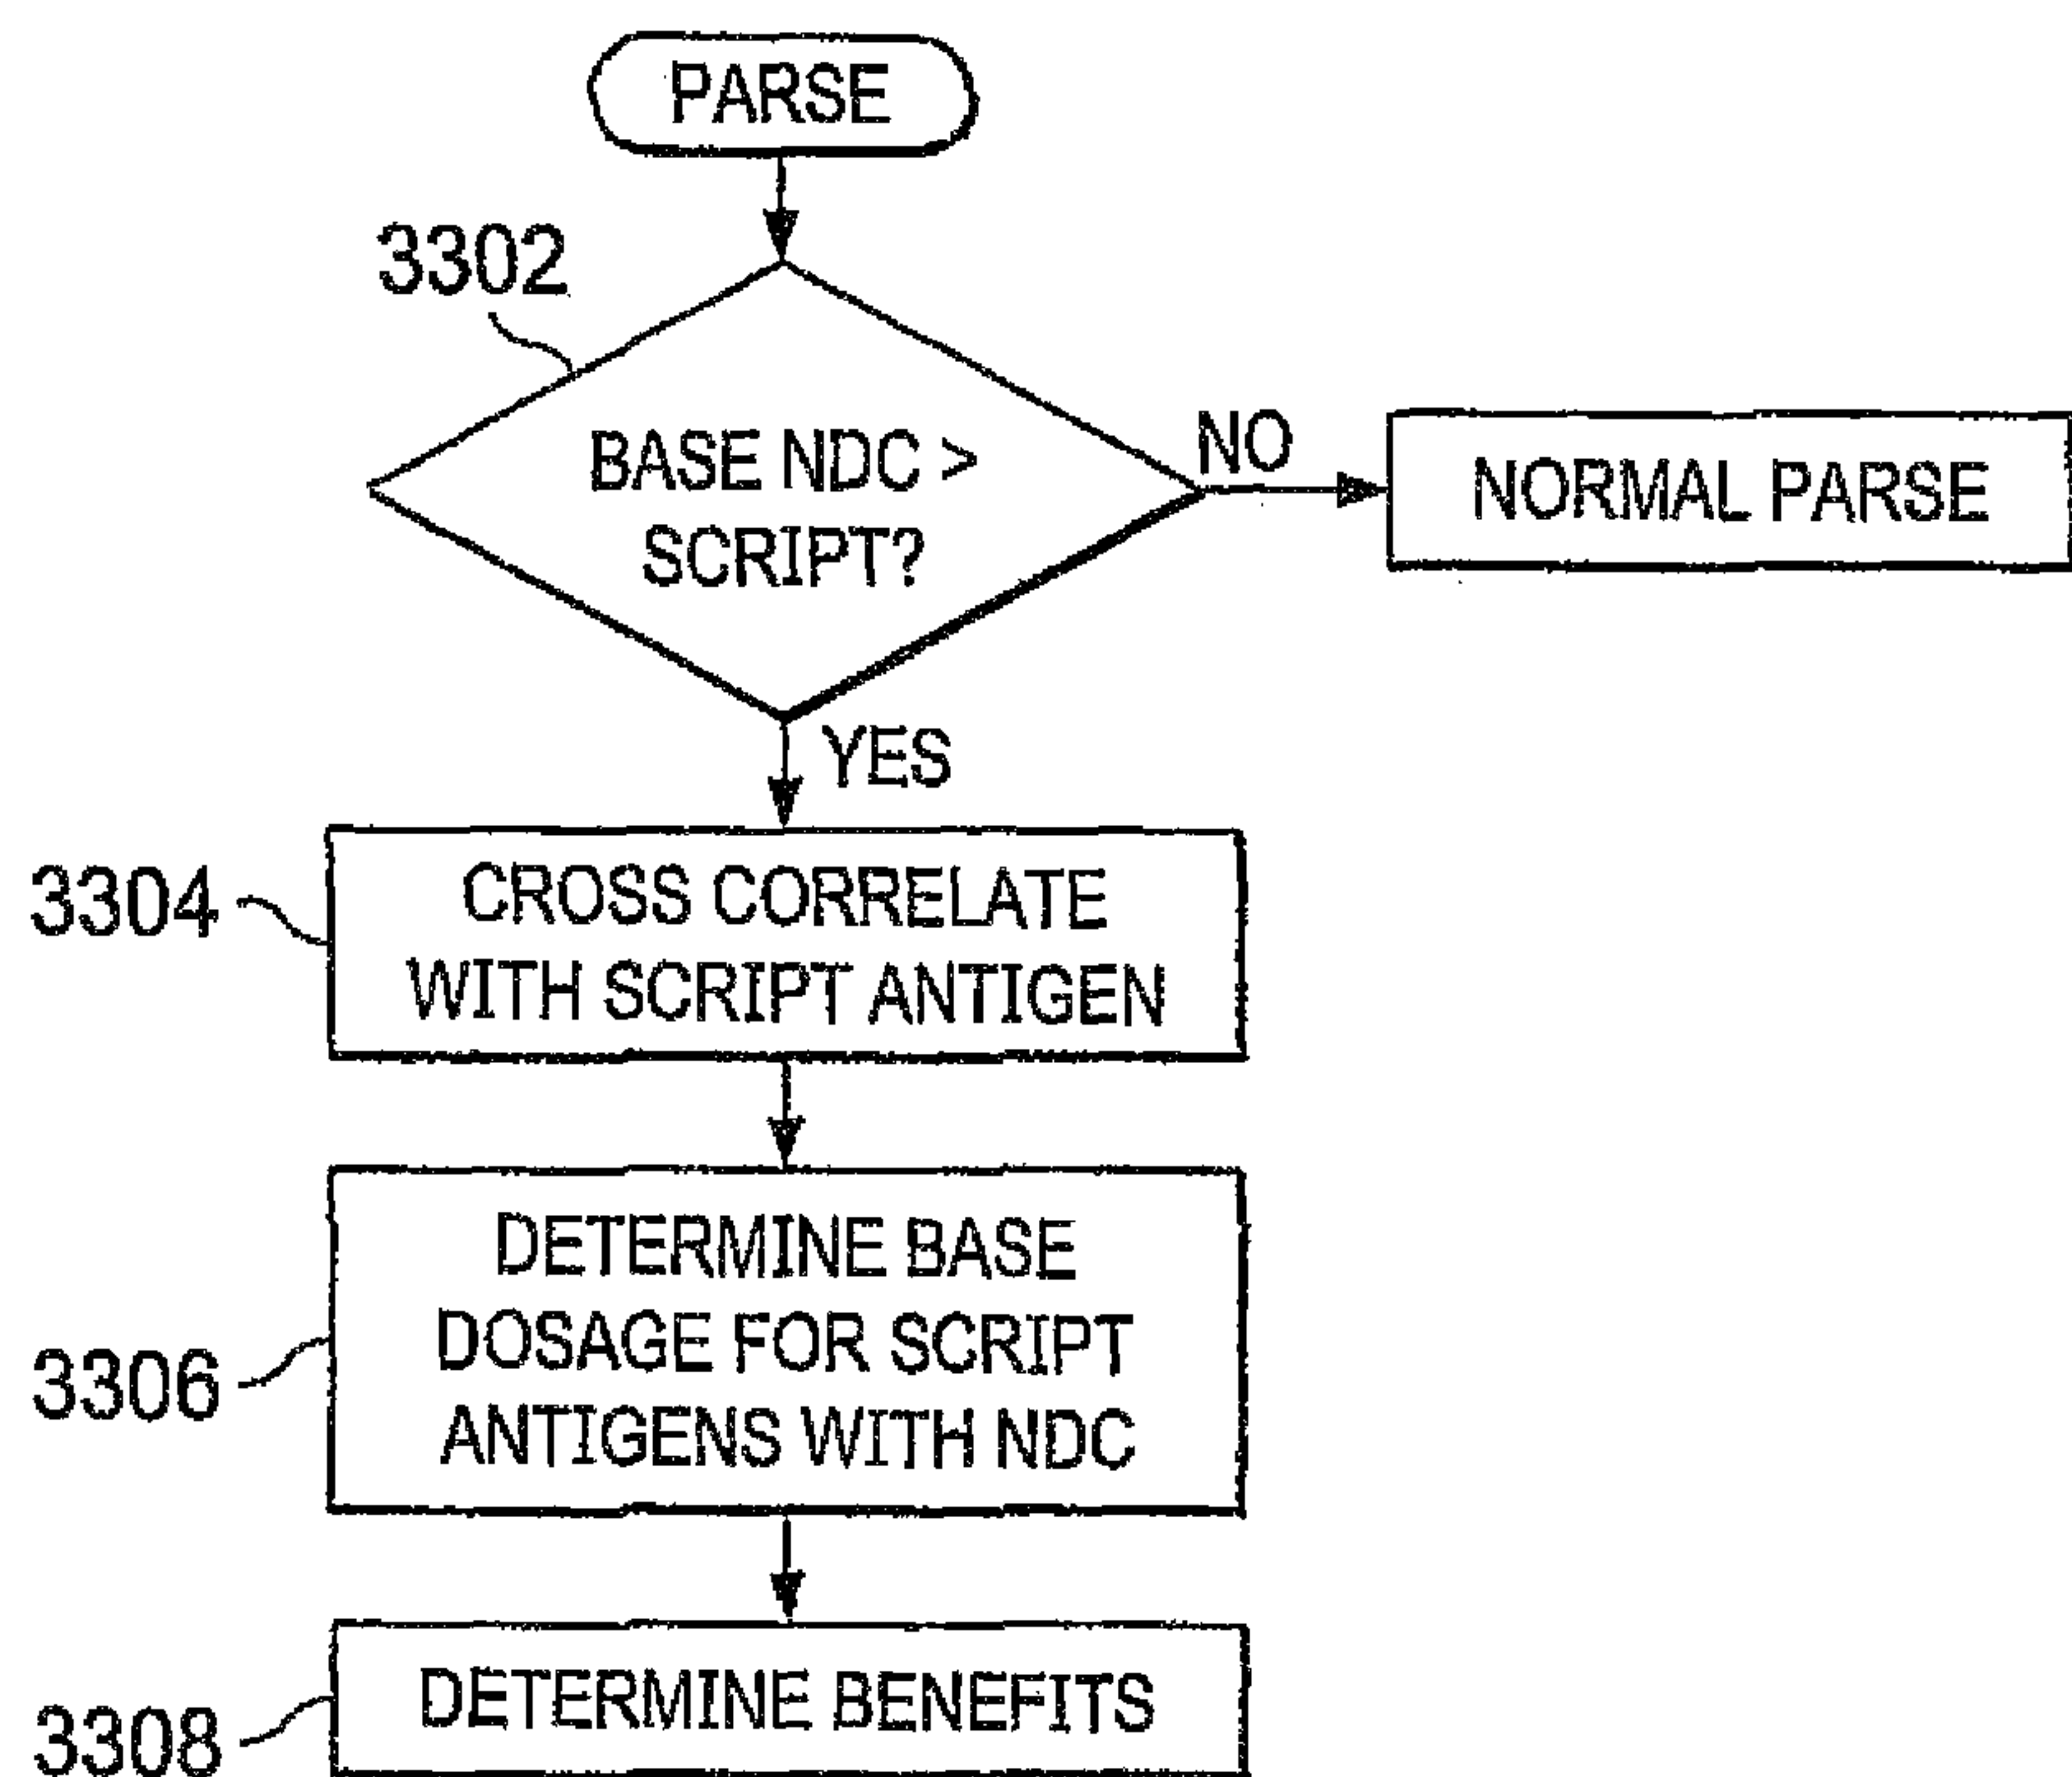 PARSE
3302
BASE NDC >
SCRIPT?
NO
NORMAL PARSE
YES
3304
CROSS CORRELATE
WITH SCRIPT ANTIGEN
3306
DETERMINE BASE
DOSAGE FOR SCRIPT
ANTIGENS WITH NDC
3308
DETERMINE BENEFITS